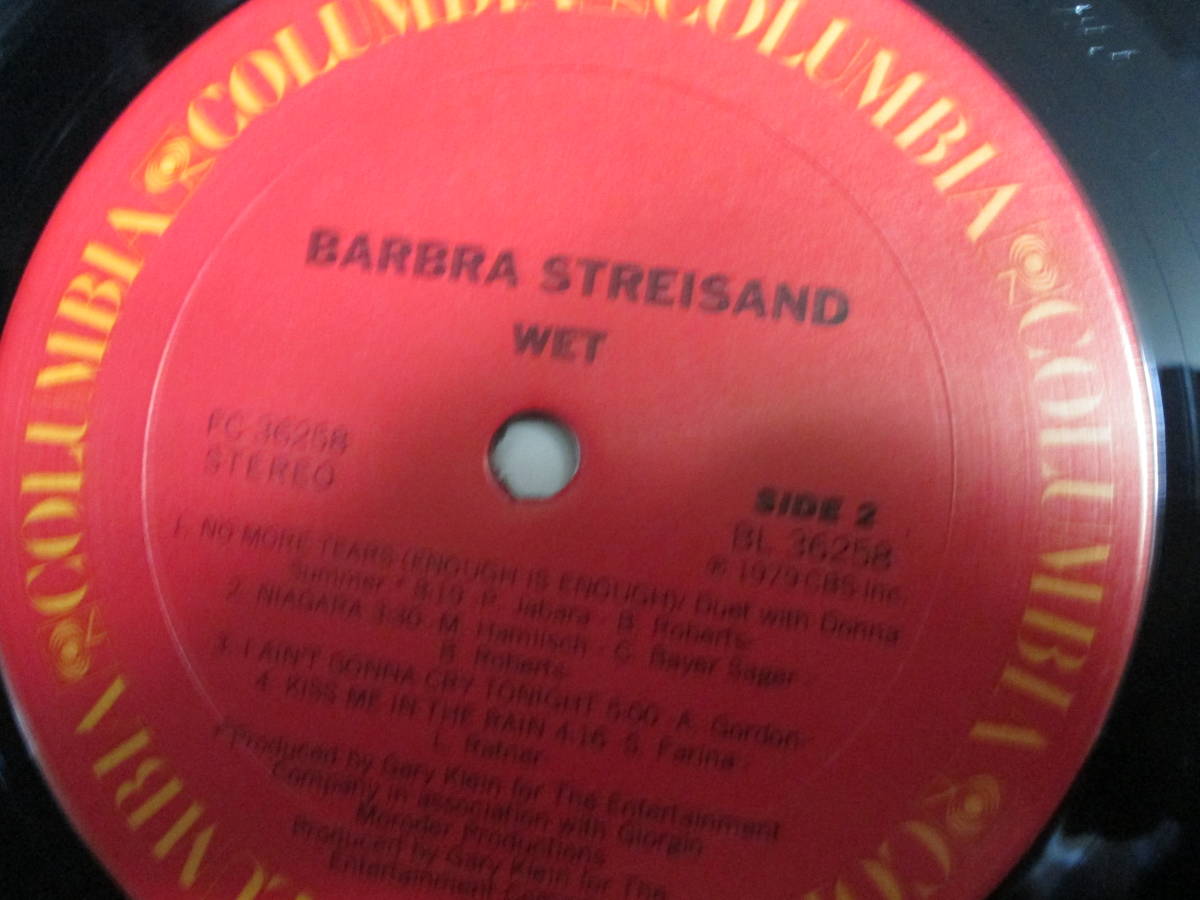 COLUMBIA COLUMBIA COLUMBIA COLUMBIA
BARBRA STREISAND
WET
FC 36258
STEREO
SIDE 2
BL 36258
℗ 1979 CBS Inc.
1. NO MORE TEARS (ENOUGH IS ENOUGH)/ Duet with Donna
Summer * 8:19 P. Jabara - B. Roberts
2. NIAGARA 3:30 M. Hamlisch - C. Bayer Sager -
B. Roberts
3. I AIN'T GONNA CRY TONIGHT 5:00 A. Gordon
4. KISS ME IN THE RAIN 4:16 S. Farina -
L. Ratner
* Produced by Gary Klein for The Entertainment
Company in association with Giorgio
Moroder Productions
Produced by Gary Klein for The
Entertainment